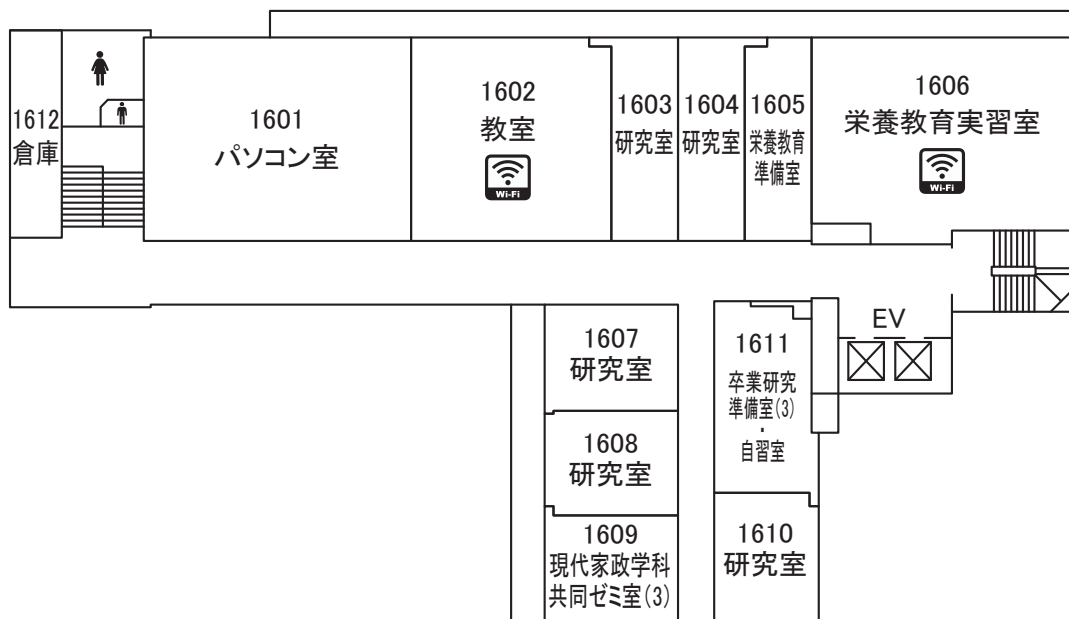 1612
倉庫
1601
パソコン室
1602
教室
Wi-Fi
1603
研究室
1604
研究室
1605
栄養教育
準備室
1606
栄養教育実習室
Wi-Fi
1607
研究室
1608
研究室
1609
現代家政学科
共同ゼミ室(3)
1611
卒業研究
準備室(3)
・
自習室
1610
研究室
EV